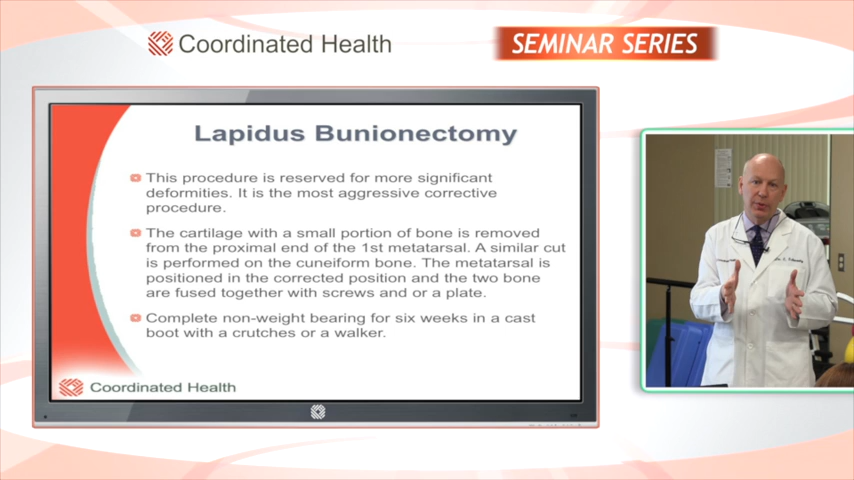 Coordinated Health
SEMINAR SERIES
Lapidus Bunionectomy
This procedure is reserved for more significant
deformities. It is the most aggressive corrective
procedure.
The cartilage with a small portion of bone is removed
from the proximal end of the 1st metatarsal. A similar cut
is performed on the cuneiform bone. The metatarsal is
positioned in the corrected position and the two bone
are fused together with screws and or a plate.
Complete non-weight bearing for six weeks in a cast
boot with a crutches or a walker.
Coordinated Health